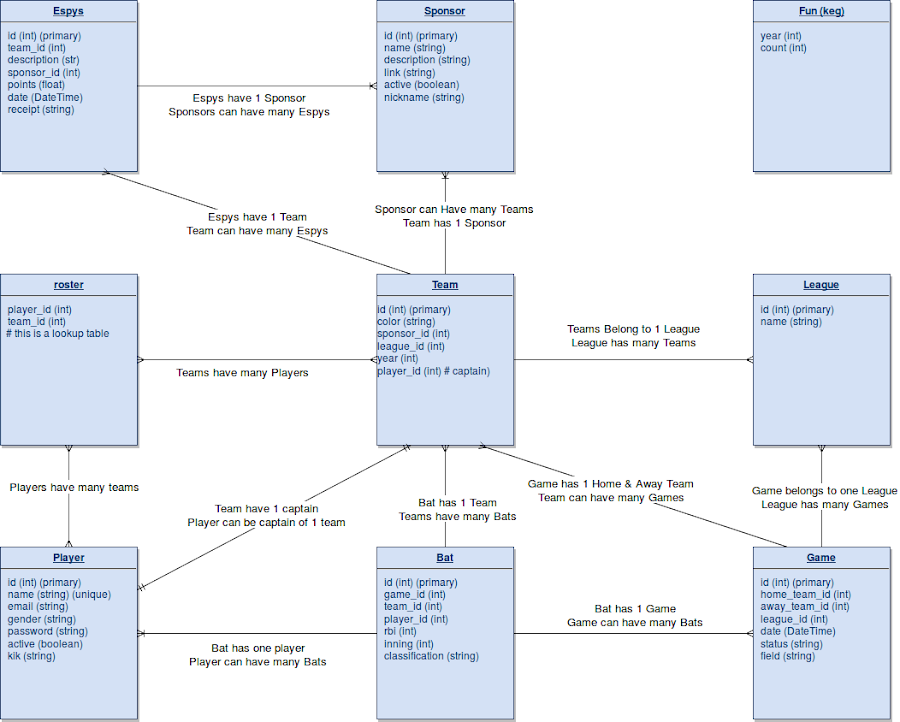 Espys
id (int) (primary)
team_id (int)
description (str)
sponsor_id (int)
points (float)
date (DateTime)
receipt (string)
Espys have 1 Sponsor
Sponsors can have many Espys
Sponsor
id (int) (primary)
name (string)
description (string)
link (string)
active (boolean)
nickname (string)
Fun (keg)
year (int)
count (int)
Espys have 1 Team
Team can have many Espys
Sponsor can Have many Teams
Team has 1 Sponsor
roster
player_id (int)
team_id (int)
# this is a lookup table
Teams have many Players
Team
id (int) (primary)
color (string)
sponsor_id (int)
league_id (int)
year (int)
player_id (int) # captain)
Teams Belong to 1 League
League has many Teams
League
id (int) (primary)
name (string)
Players have many teams
Team have 1 captain
Player can be captain of 1 team
Bat has 1 Team
Teams have many Bats
Game has 1 Home & Away Team
Team can have many Games
Game belongs to one League
League has many Games
Player
id (int) (primary)
name (string) (unique)
email (string)
gender (string)
password (string)
active (boolean)
kik (string)
Bat has one player
Player can have many Bats
Bat
id (int) (primary)
game_id (int)
team_id (int)
player_id (int)
rbi (int)
inning (int)
classification (string)
Bat has 1 Game
Game can have many Bats
Game
id (int) (primary)
home_team_id (int)
away_team_id (int)
league_id (int)
date (DateTime)
status (string)
field (string)